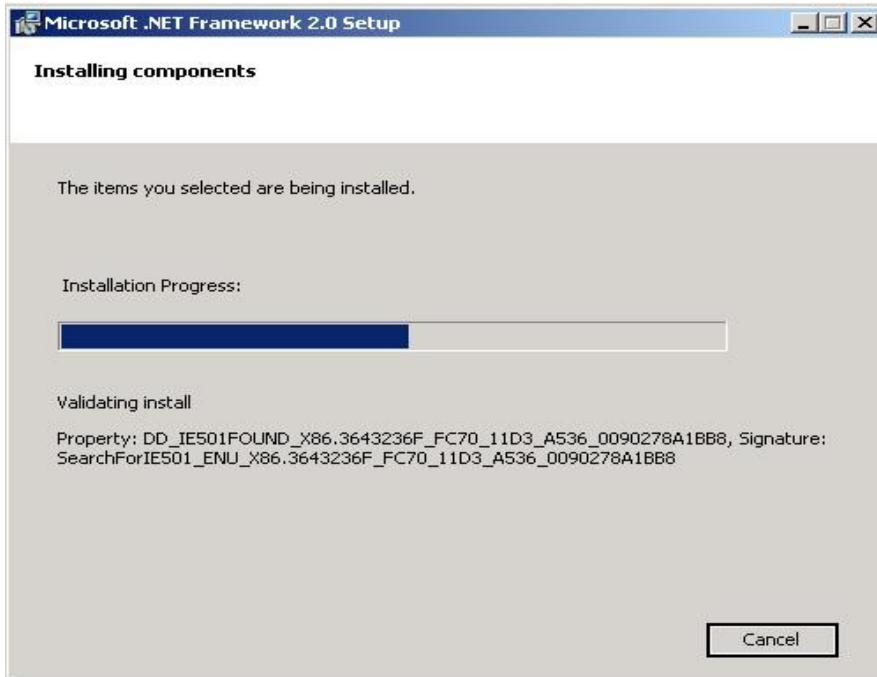 Microsoft .NET Framework 2.0 Setup
Installing components
The items you selected are being installed.
Installation Progress:
Validating install
Property: DD_IE501FOUND_X86.3643236F_FC70_11D3_A536_0090278A1BB8, Signature:
SearchForIE501_ENU_X86.3643236F_FC70_11D3_A536_0090278A1BB8
Cancel